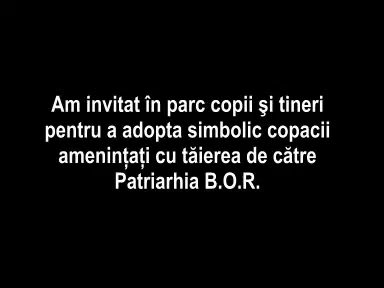 Am invitat în parc copii şi tineri
pentru a adopta simbolic copacii
ameninţaţi cu tăierea de către
Patriarhia B.O.R.